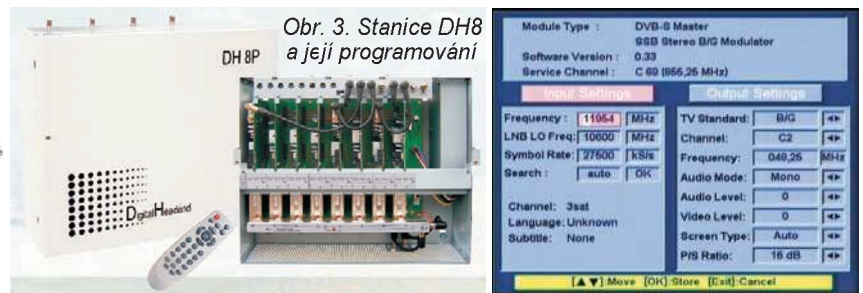 Obr. 3. Stanice DH8
a její programování
DH 8P
DigitalHeadend
Module Type : DVB-S Master
SSB Stereo B/G Modulator
Software Version : 0.33
Service Channel : C 69 (855,25 MHz)
Input Settings
Frequency : 11954 MHz
LNB LO Freq: 10600 MHz
Symbol Rate: 27500 kS/s
Search : auto OK
Channel: 3sat
Language: Unknown
Subtitle: None
Output Settings
TV Standard: B/G
Channel: C2
Frequency: 048,25 MHz
Audio Mode: Mono
Audio Level: 0
Video Level: 0
Screen Type: Auto
P/S Ratio: 16 dB
[▲ ▼]:Move [OK]:Store [Exit]:Cancel